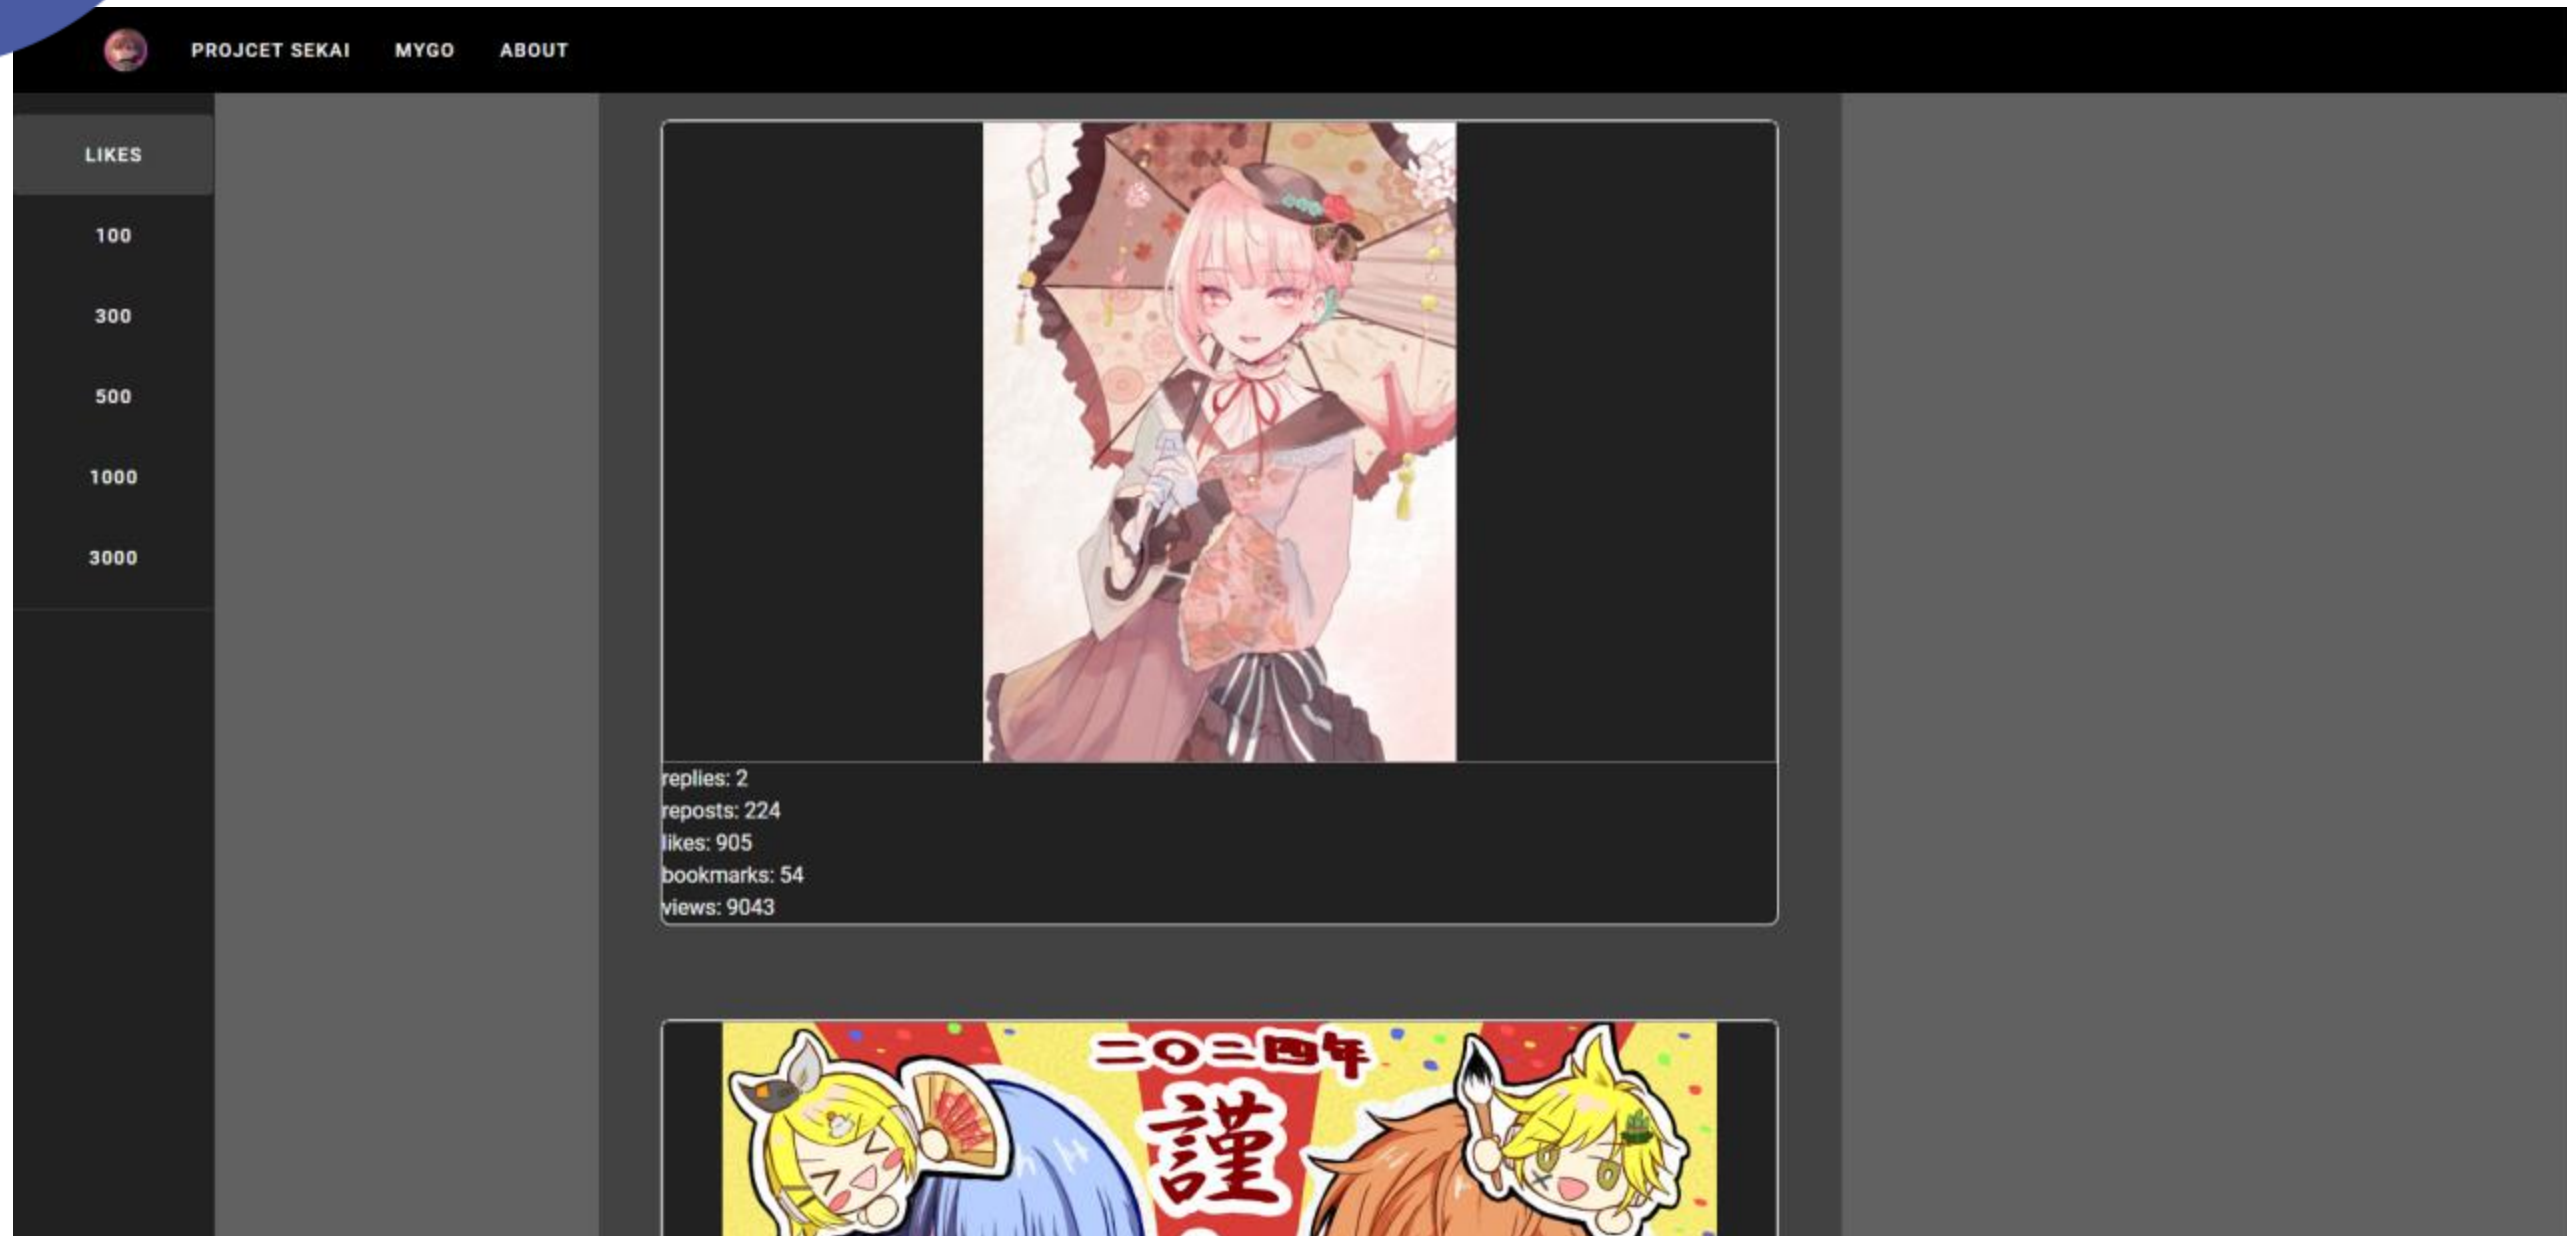 PROJCET SEKAI MYGO ABOUT
LIKES
100
300
500
1000
3000
replies: 2
reposts: 224
likes: 905
bookmarks: 54
views: 9043
二〇二四年
謹